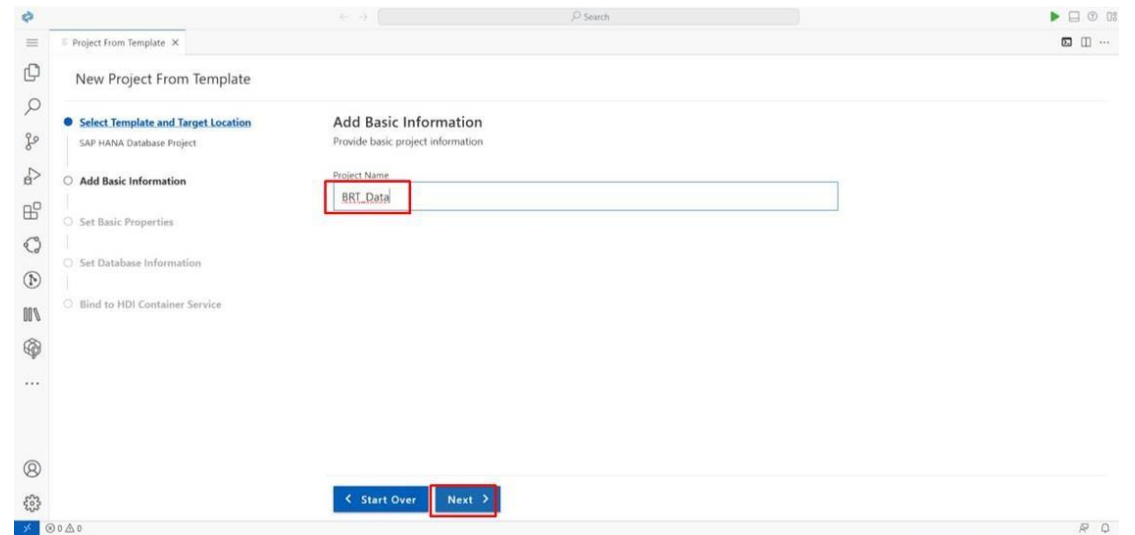 Search
Project From Template
New Project From Template
Select Template and Target Location
SAP HANA Database Project
Add Basic Information
Set Basic Properties
Set Database Information
Bind to HDI Container Service
Add Basic Information
Provide basic project information
Project Name
BRT_Data
Start Over
Next
0 0